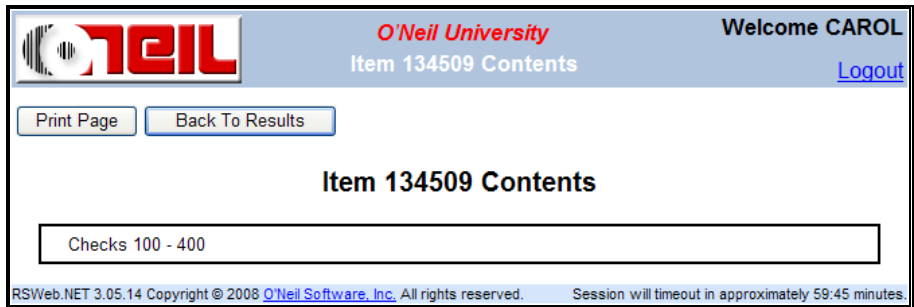 ONEIL
O'Neil University
Welcome CAROL
Item 134509 Contents
Logout
Print Page
Back To Results
Item 134509 Contents
Checks 100 - 400
RSWeb.NET 3.05.14 Copyright © 2008 O'Neil Software, Inc. All rights reserved. Session will timeout in approximately 59:45 minutes.